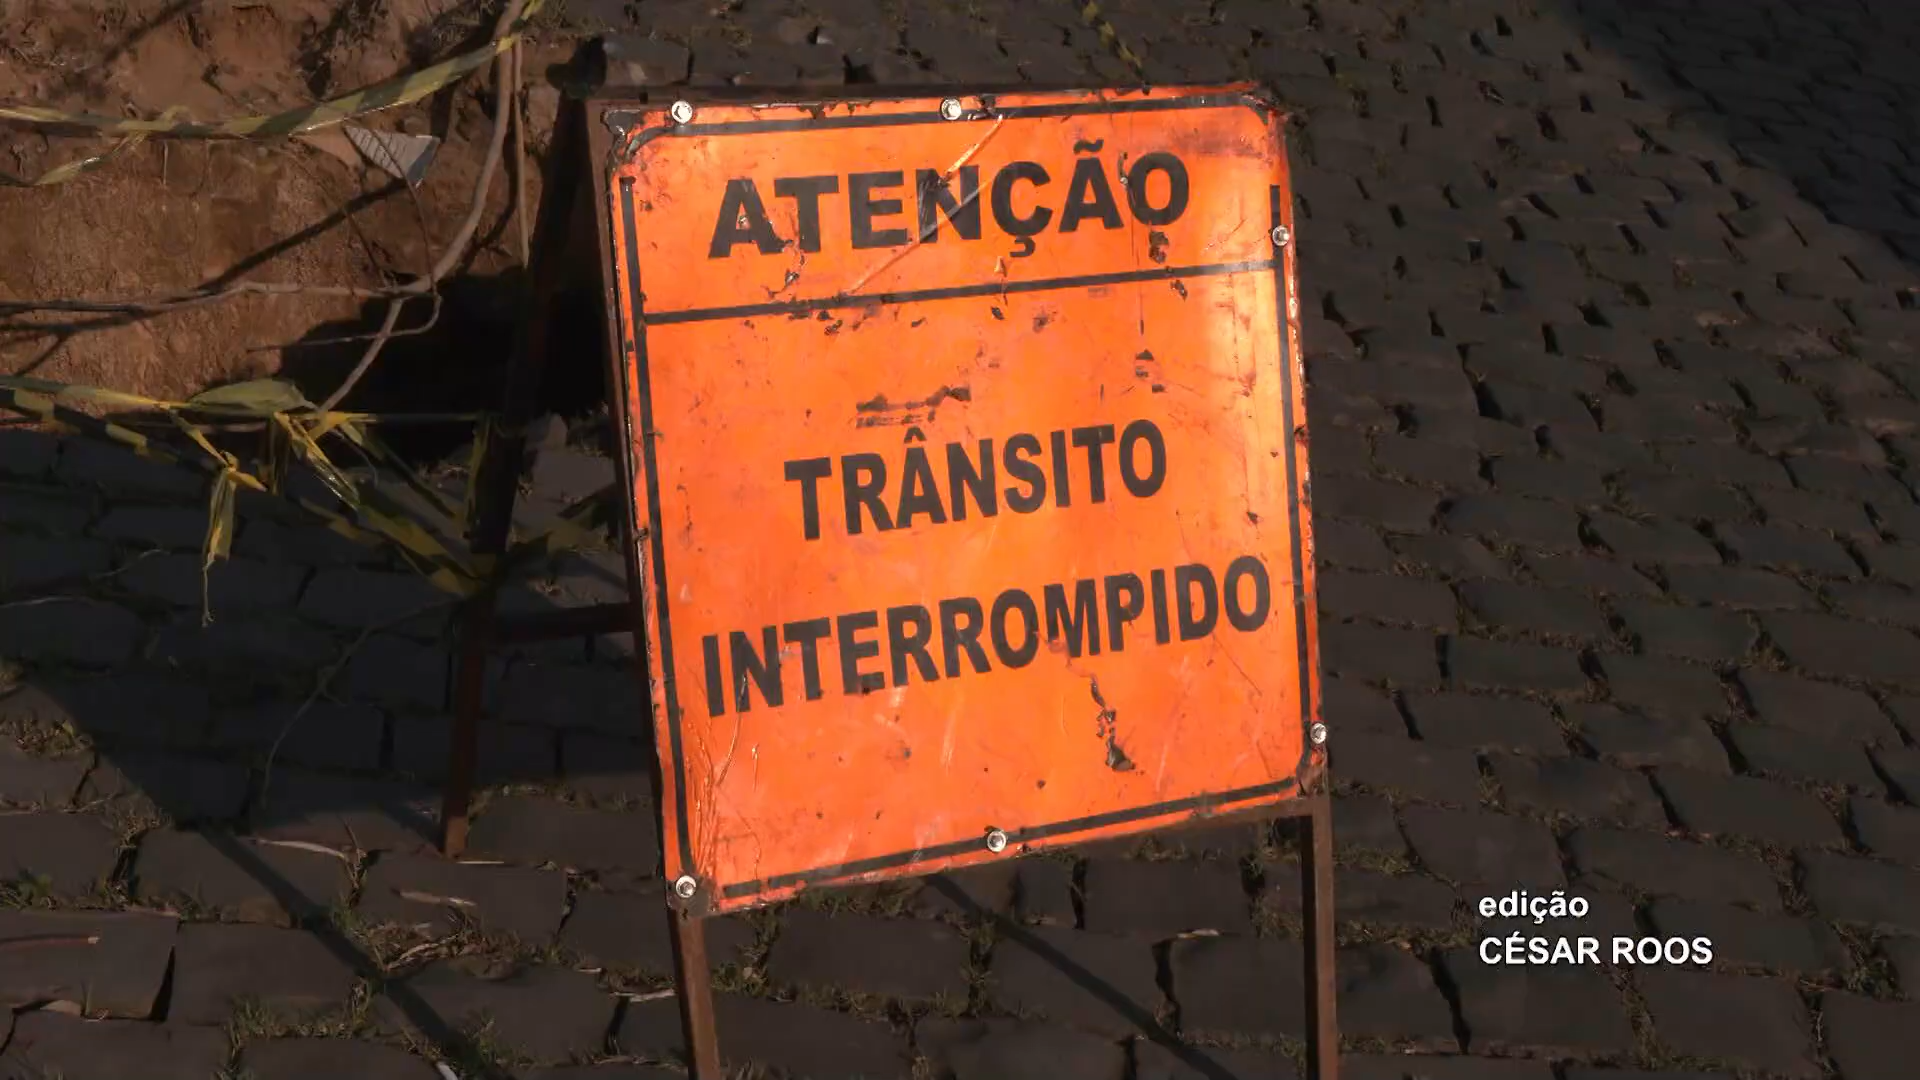 ATENÇÃO
TRÂNSITO
INTERROMPIDO
edição
CÉSAR ROOS